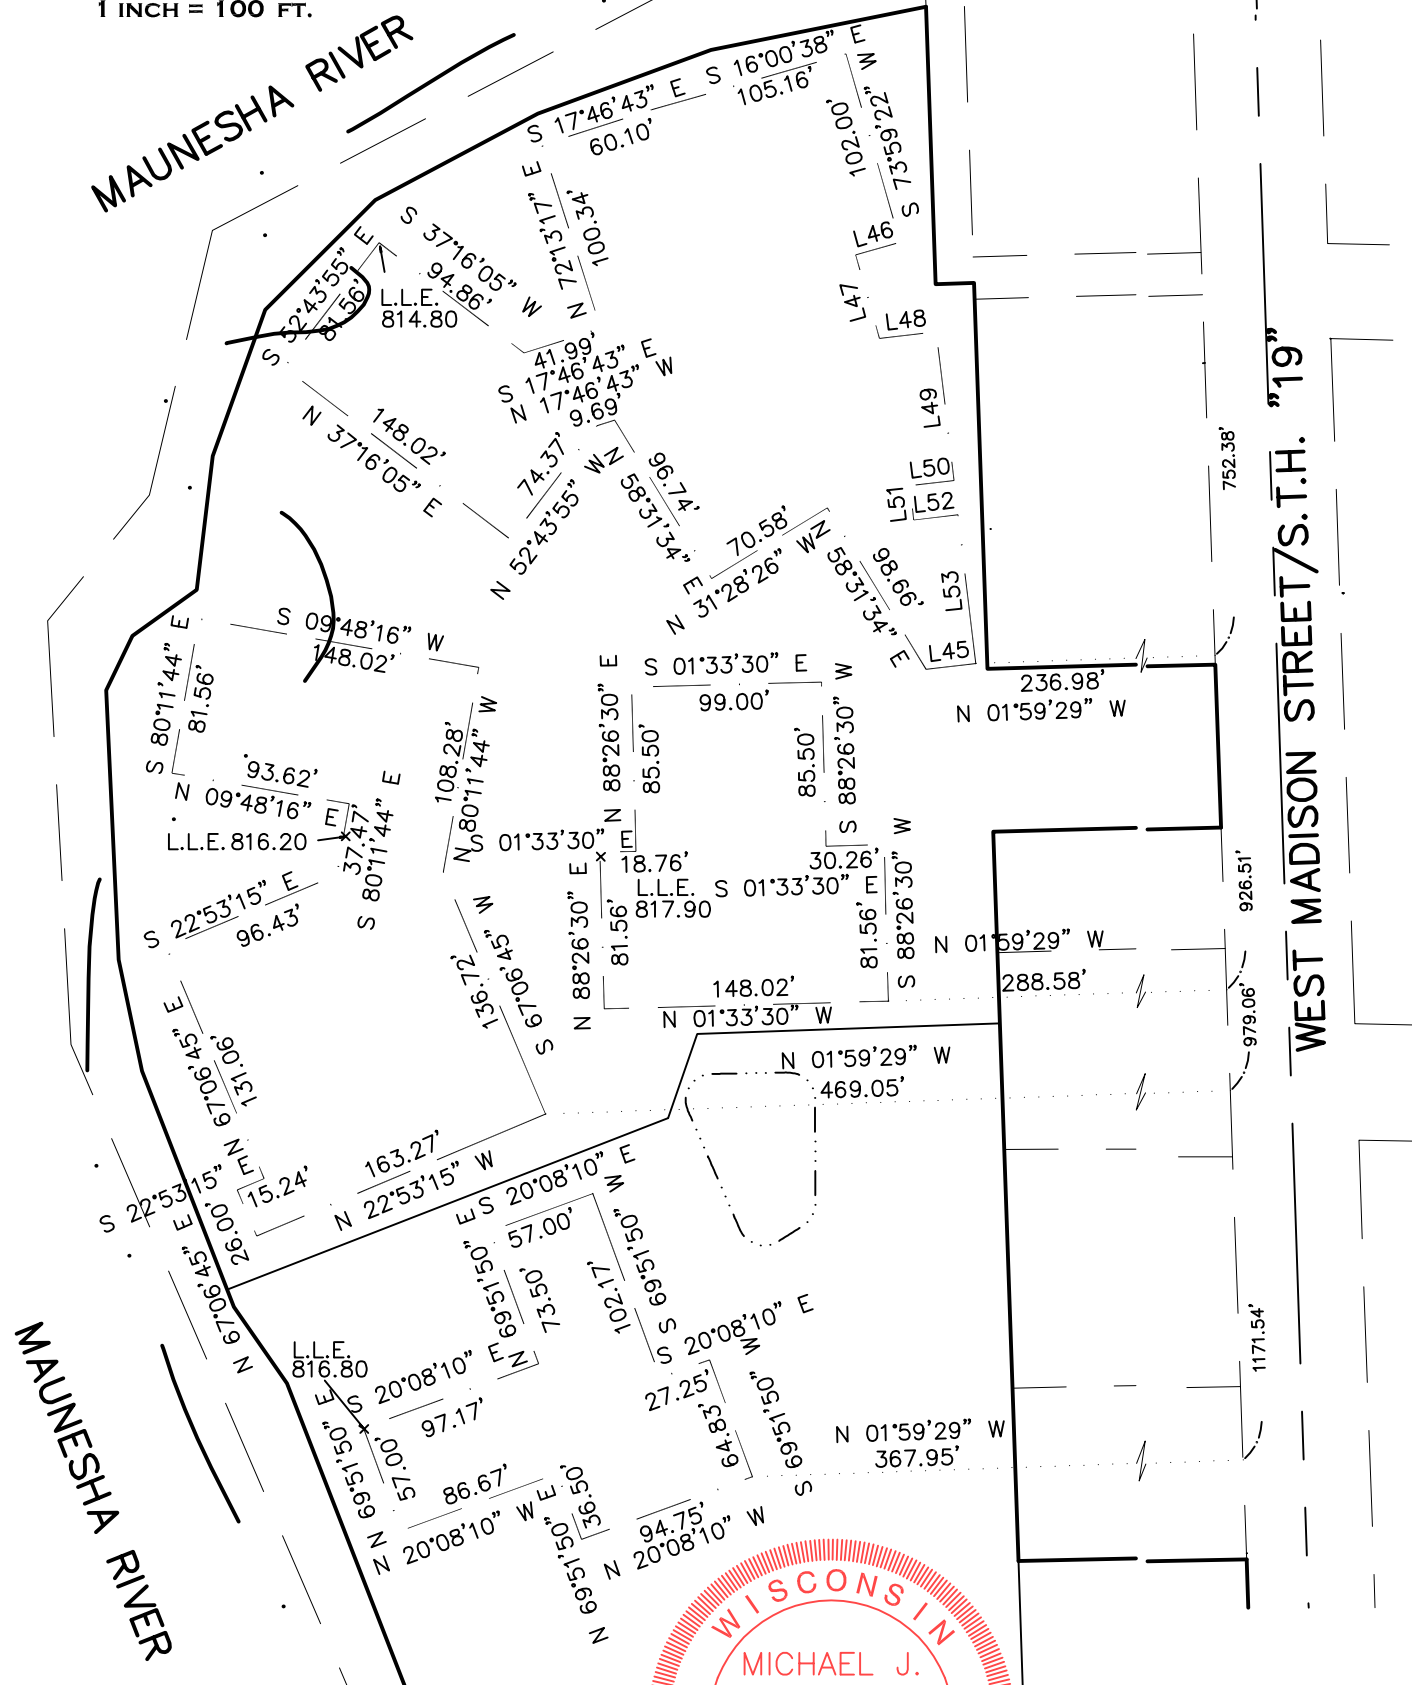 1 INCH = 100 FT.
MAUNESHA RIVER
S 16°00'38" E
105.16'
S 17°46'43" E
60.10'
102.00'
S 73°59'22" W
N 72°13'17" E
100.34'
L46
L47
L48
S 37°16'05" W
94.86'
S 52°43'55" E
81.56'
L.L.E.
814.80
41.99'
S 17°46'43" E
N 17°46'43" W
9.69'
L49
148.02'
N 37°16'05" E
74.37'
N 52°43'55" W
96.74'
N 58°31'34" E
L50
L51
L52
752.38'
WEST MADISON STREET/S.T.H. "19"
70.58'
N 31°28'26" W
98.66'
N 58°31'34" E
L53
L45
S 09°48'16" W
148.02'
S 80°11'44" E
81.56'
S 01°33'30" E
99.00'
236.98'
N 01°59'29" W
N 88°26'30" E
85.50'
85.50'
S 88°26'30" W
108.28'
N 80°11'44" W
93.62'
N 09°48'16" E
37.47'
S 80°11'44" E
L.L.E. 816.20
S 01°33'30" E
18.76'
L.L.E.
817.90
30.26'
S 01°33'30" E
S 22°53'15" E
96.43'
N 88°26'30" E
81.56'
81.56'
S 88°26'30" W
926.51'
N 01°59'29" W
288.58'
136.72'
S 67°06'45" W
148.02'
N 01°33'30" W
979.06'
N 01°59'29" W
469.05'
N 67°06'45" E
131.06'
163.27'
N 22°53'15" W
S 22°53'15" E
15.24'
26.00'
N 67°06'45" E
S 20°08'10" E
57.00'
N 69°51'50" E
73.50'
102.17'
S 69°51'50" W
S 20°08'10" E
27.25'
64.83'
S 69°51'50" W
1171.54'
MAUNESHA RIVER
L.L.E.
816.80
S 20°08'10" E
97.17'
N 69°51'50" E
57.00'
N 01°59'29" W
367.95'
86.67'
N 20°08'10" W
36.50'
N 69°51'50" E
94.75'
N 20°08'10" W
WISCONSIN
MICHAEL J.